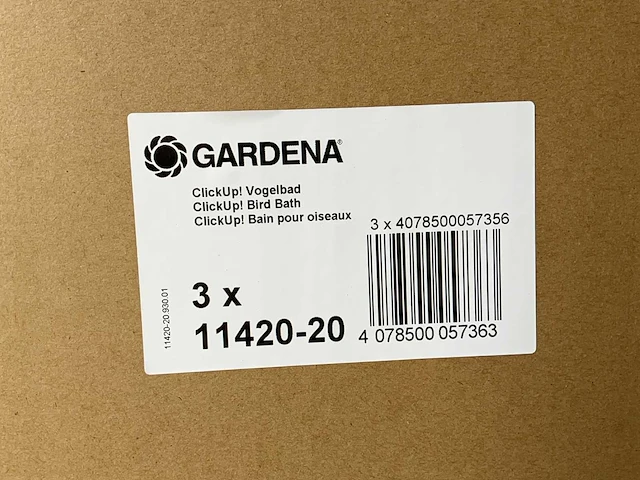 GARDENA®
ClickUp! Vogelbad
ClickUp! Bird Bath
ClickUp! Bain pour oiseaux
3 x 4078500057356
3 x
11420-20
4 078500 057363
11420-20.930.01